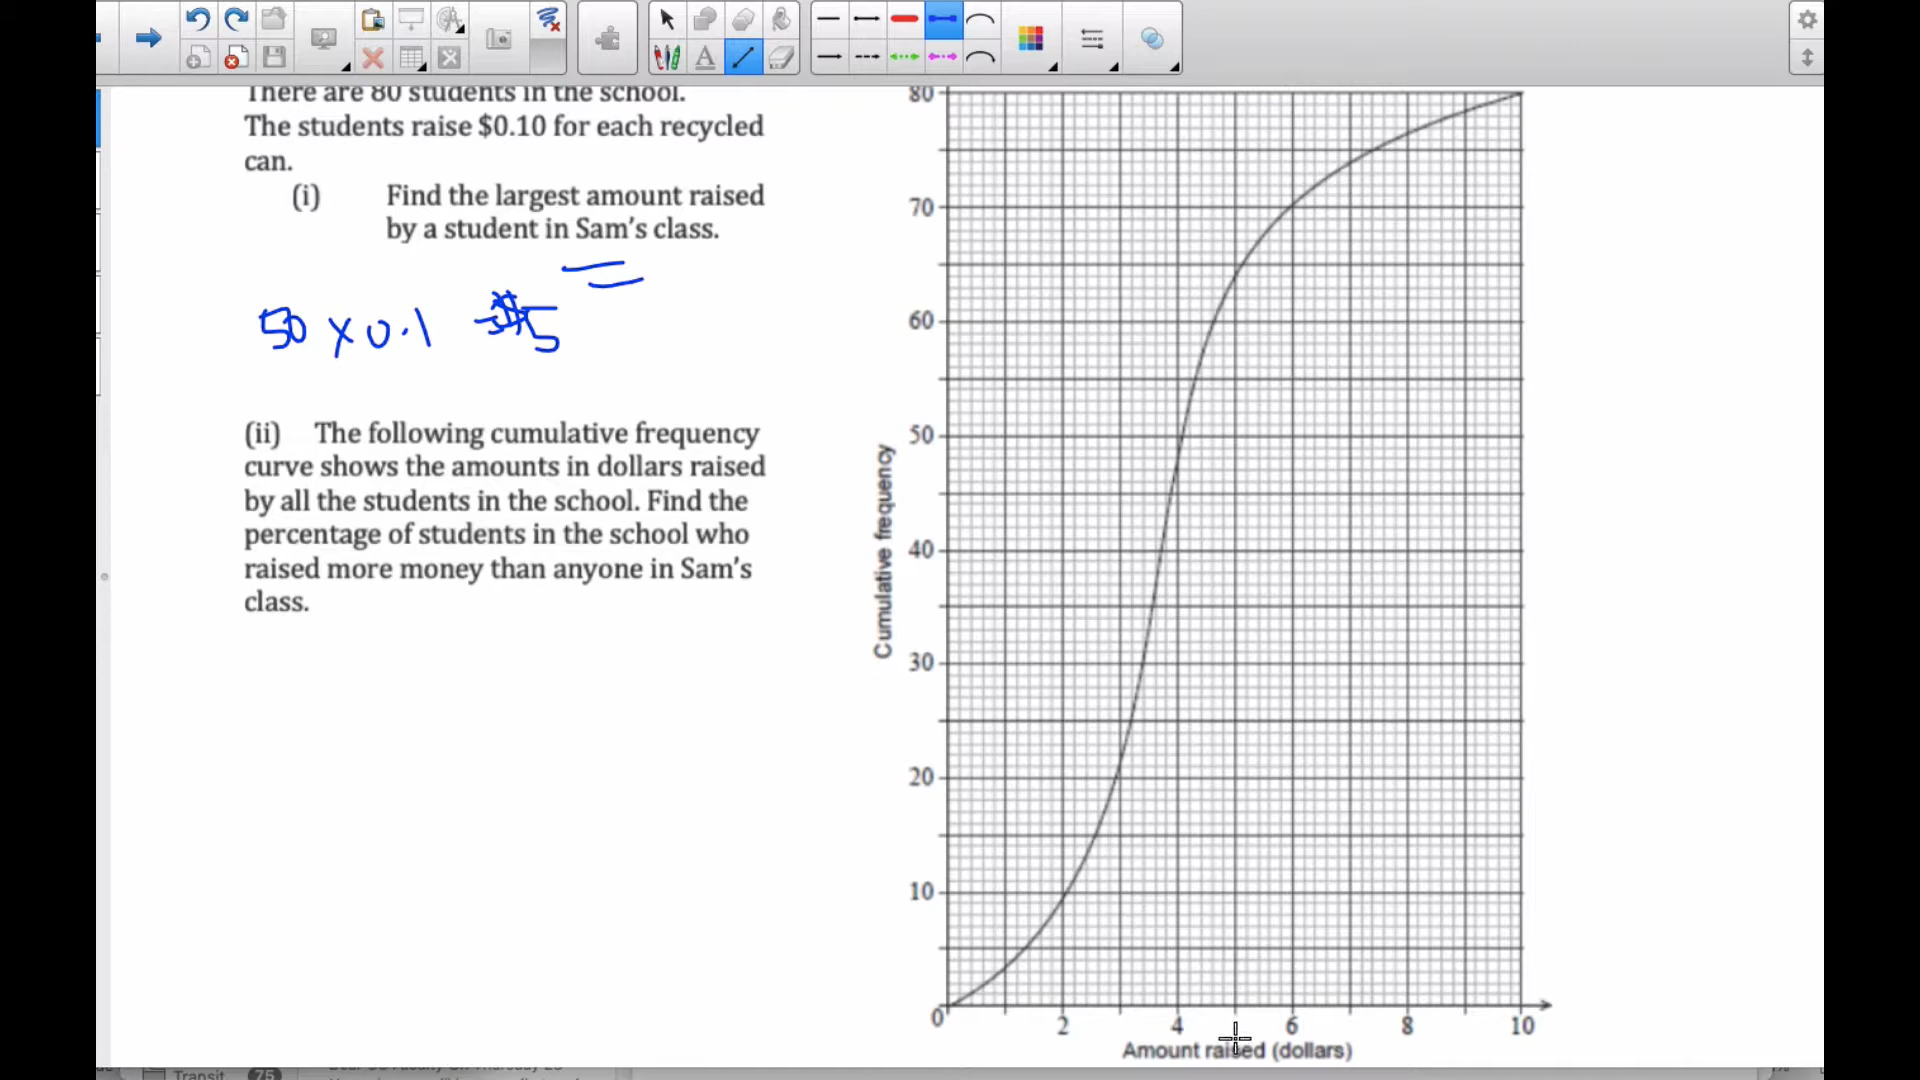 There are 80 students in the school.
The students raise $0.10 for each recycled
can.
(i) Find the largest amount raised
by a student in Sam's class.
50 x 0.1 = $5
(ii) The following cumulative frequency
curve shows the amounts in dollars raised
by all the students in the school. Find the
percentage of students in the school who
raised more money than anyone in Sam's
class.
80
70
60
50
40
30
20
10
0
Cumulative frequency
2 4 6 8 10
Amount raised (dollars)
Transit 75